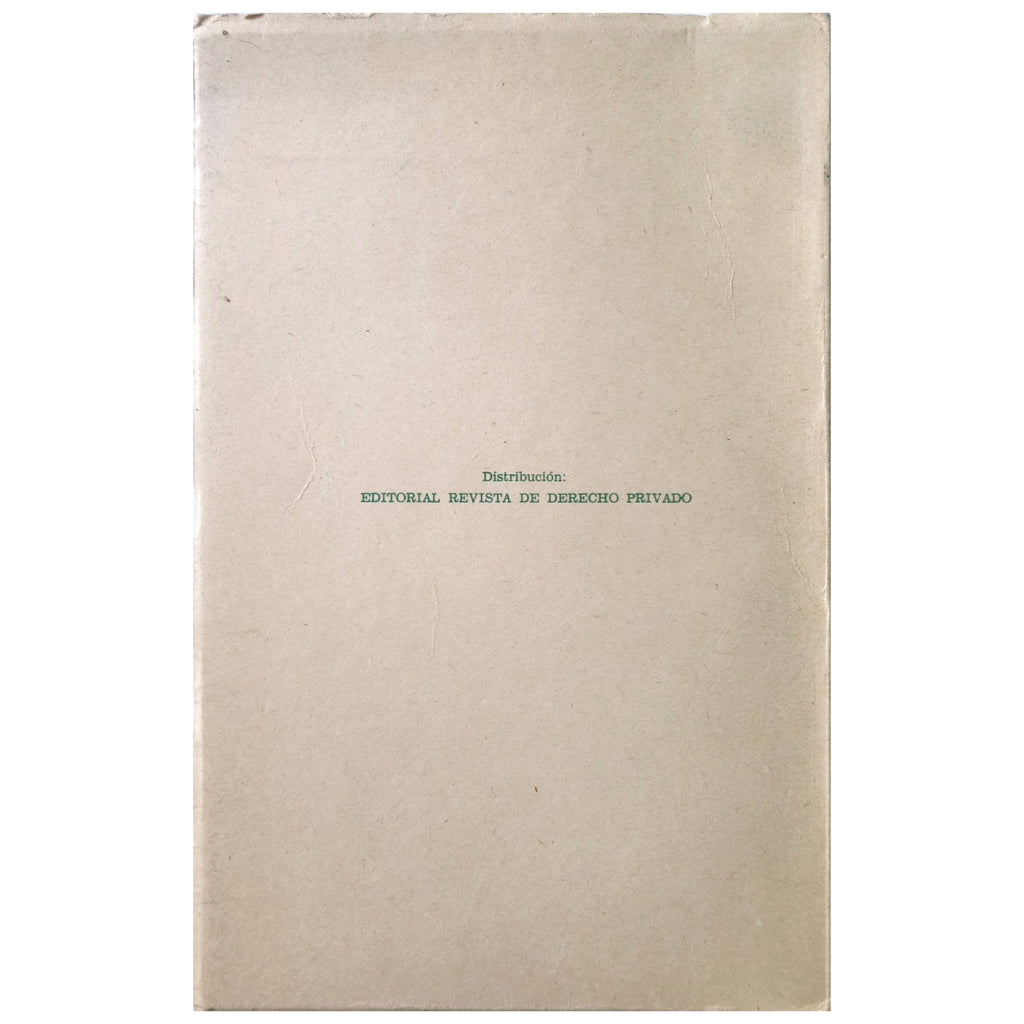 Distribución:
EDITORIAL REVISTA DE DERECHO PRIVADO